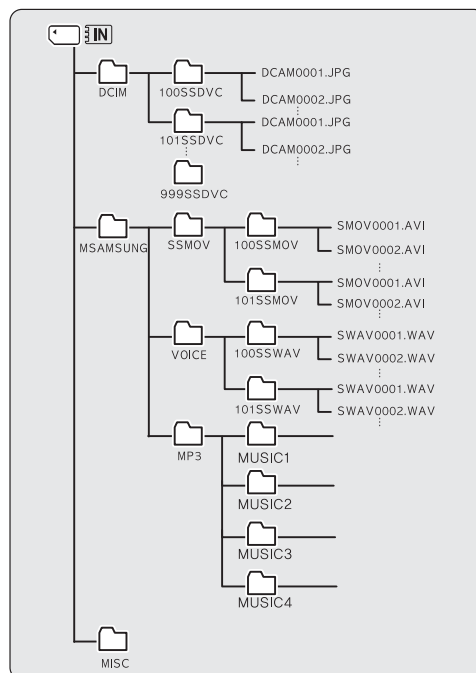 IN
DCIM
100SSDVC
DCAM0001.JPG
DCAM0002.JPG
101SSDVC
DCAM0001.JPG
DCAM0002.JPG
999SSDVC
MSAMSUNG
SSMOV
100SSMOV
SMOV0001.AVI
SMOV0002.AVI
101SSMOV
SMOV0001.AVI
SMOV0002.AVI
VOICE
100SSWAV
SWAV0001.WAV
SWAV0002.WAV
101SSWAV
SWAV0001.WAV
SWAV0002.WAV
MP3
MUSIC1
MUSIC2
MUSIC3
MUSIC4
MISC